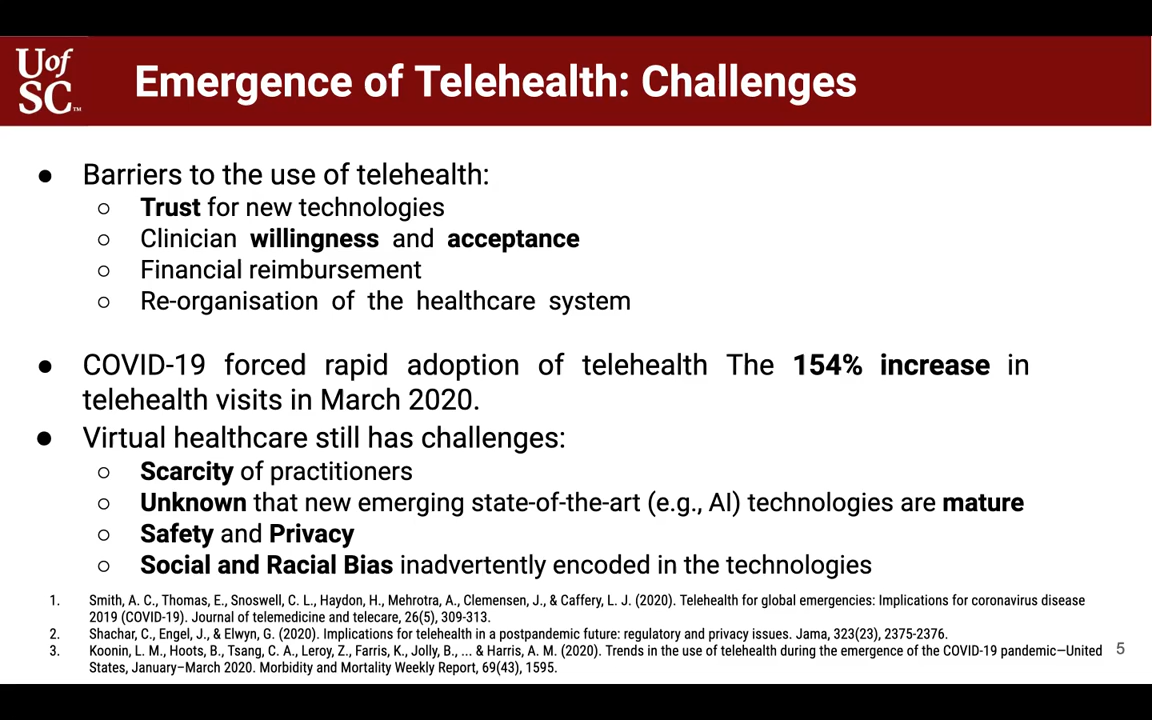 Uof
SC™
Emergence of Telehealth: Challenges
● Barriers to the use of telehealth:
○ Trust for new technologies
○ Clinician willingness and acceptance
○ Financial reimbursement
○ Re-organisation of the healthcare system
● COVID-19 forced rapid adoption of telehealth The 154% increase in
telehealth visits in March 2020.
● Virtual healthcare still has challenges:
○ Scarcity of practitioners
○ Unknown that new emerging state-of-the-art (e.g., AI) technologies are mature
○ Safety and Privacy
○ Social and Racial Bias inadvertently encoded in the technologies
1. Smith, A. C., Thomas, E., Snoswell, C. L., Haydon, H., Mehrotra, A., Clemensen, J., & Caffery, L. J. (2020). Telehealth for global emergencies: Implications for coronavirus disease
2019 (COVID-19). Journal of telemedicine and telecare, 26(5), 309-313.
2. Shachar, C., Engel, J., & Elwyn, G. (2020). Implications for telehealth in a postpandemic future: regulatory and privacy issues. Jama, 323(23), 2375-2376.
3. Koonin, L. M., Hoots, B., Tsang, C. A., Leroy, Z., Farris, K., Jolly, B., ... & Harris, A. M. (2020). Trends in the use of telehealth during the emergence of the COVID-19 pandemic—United
States, January–March 2020. Morbidity and Mortality Weekly Report, 69(43), 1595.
5